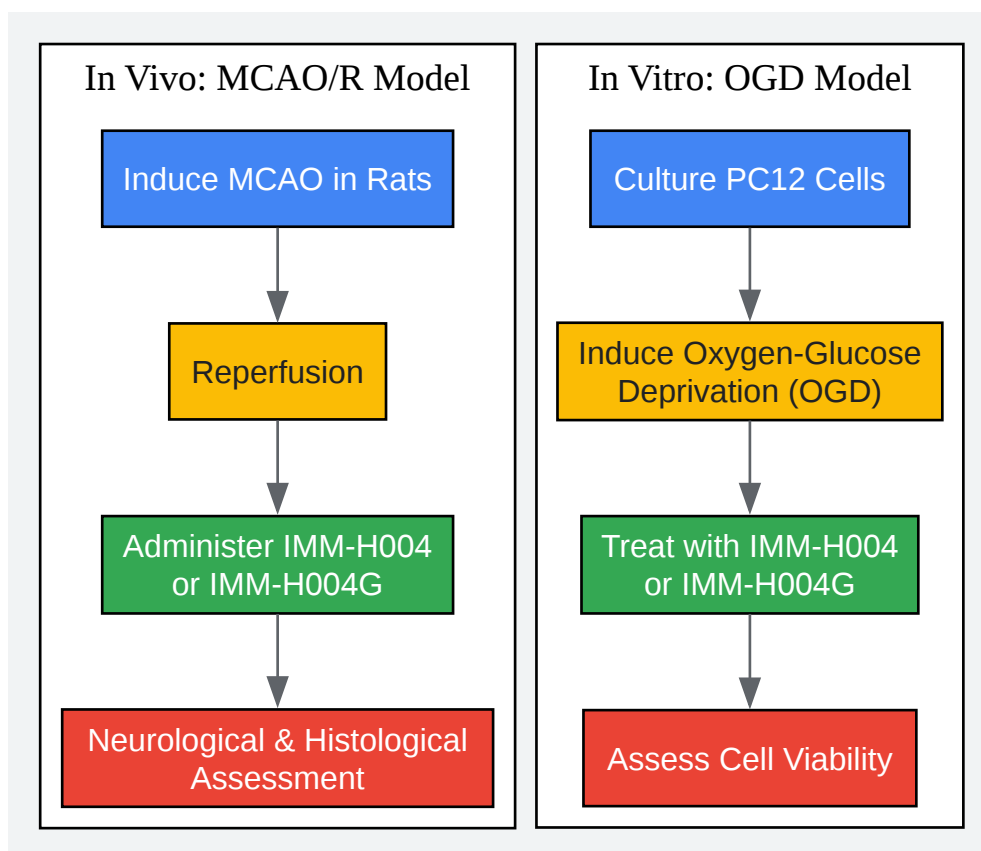 In Vivo: MCAO/R Model
Induce MCAO in Rats
Reperfusion
Administer IMM-H004
or IMM-H004G
Neurological & Histological
Assessment
In Vitro: OGD Model
Culture PC12 Cells
Induce Oxygen-Glucose
Deprivation (OGD)
Treat with IMM-H004
or IMM-H004G
Assess Cell Viability